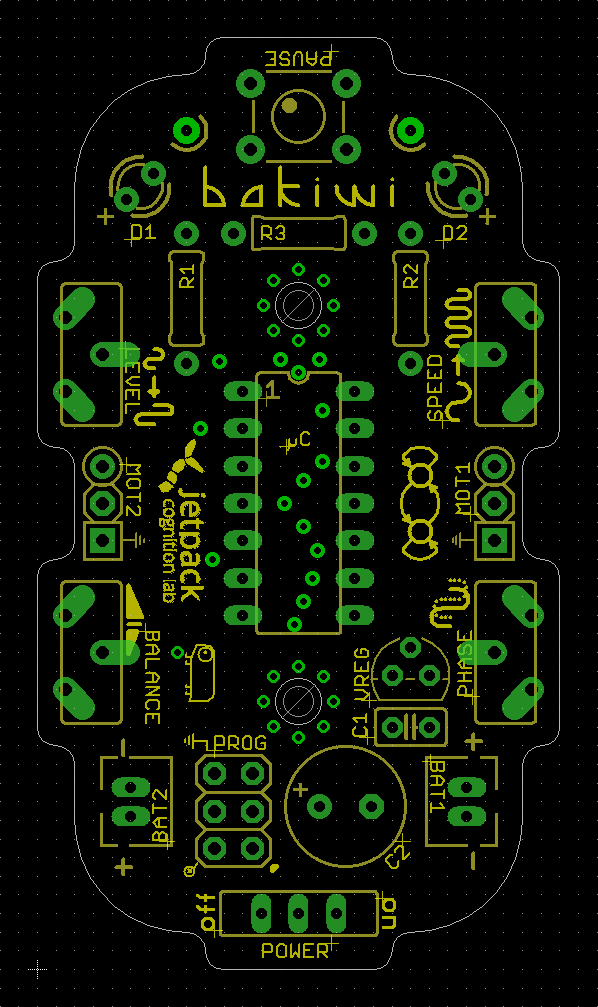 PAUSE
bakiwi
+
+
D1
R3
D2
R1
R2
LEVEL
SPEED
1
µC
MOT2
jetpack
cognition lab
MOT1
BALANCE
VREG
PHASE
C1
PROG
-
+
BAT2
+
BAT1
+
C2
-
off
on
POWER